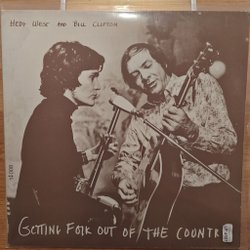 Hedy West and Bill Clifton
Getting Folk Out of the Countr